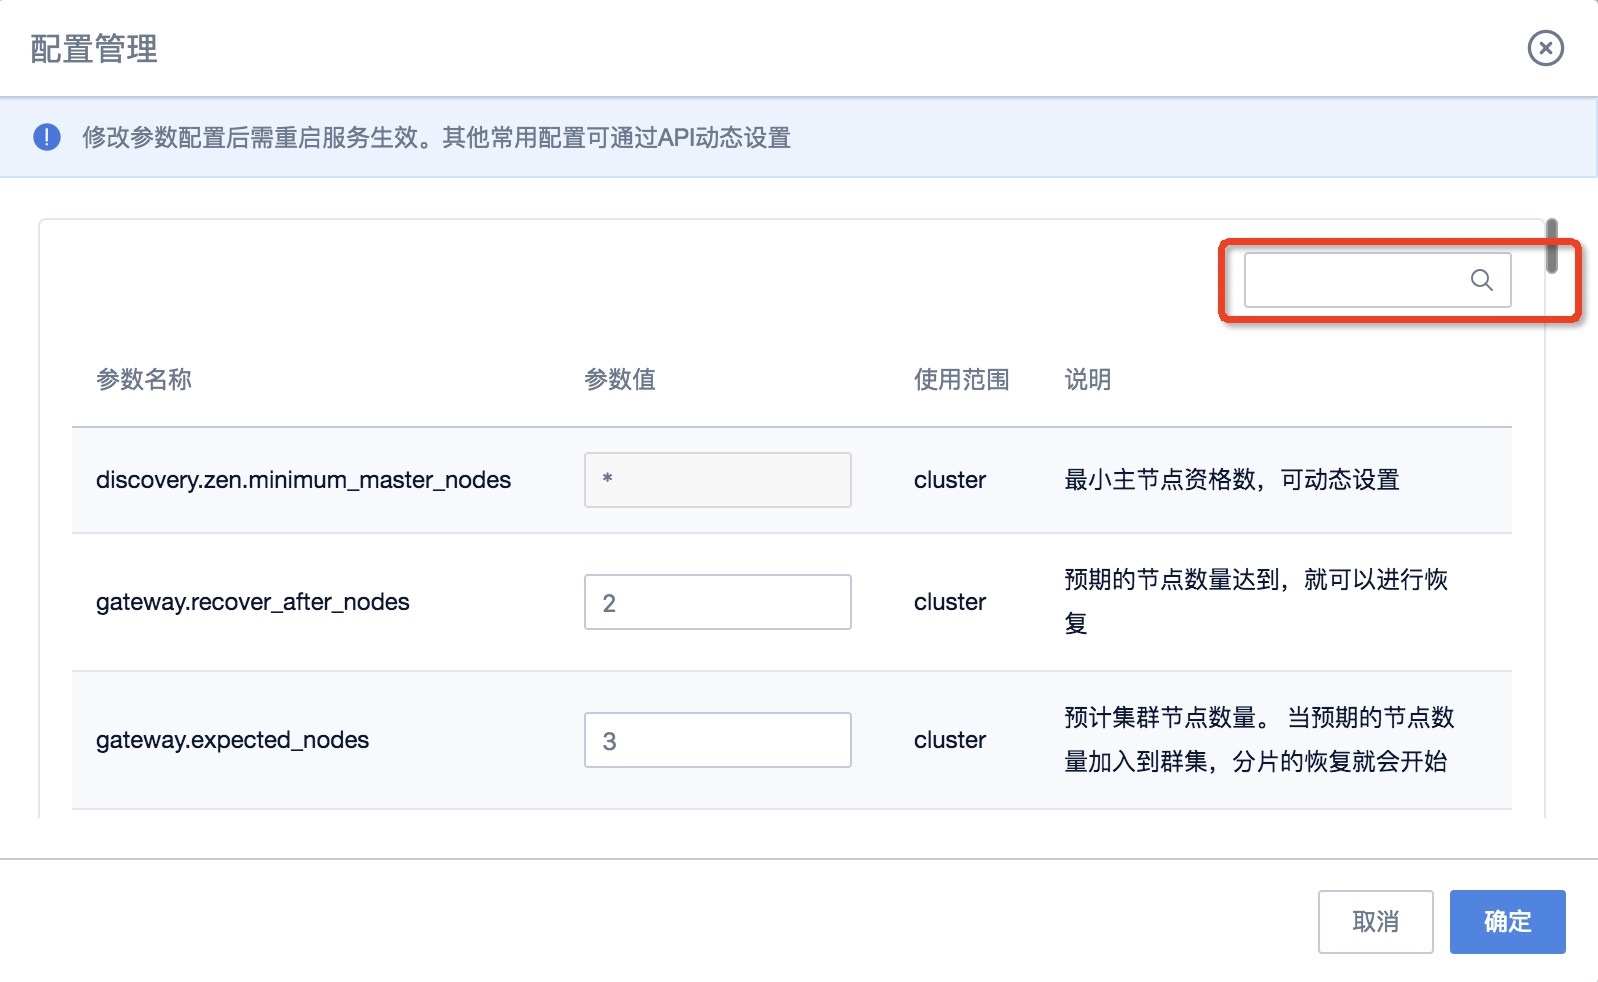 配置管理
修改参数配置后需重启服务生效。其他常用配置可通过API动态设置
参数名称 参数值 使用范围 说明
discovery.zen.minimum_master_nodes * cluster 最小主节点资格数，可动态设置
gateway.recover_after_nodes 2 cluster 预期的节点数量达到，就可以进行恢
复
gateway.expected_nodes 3 cluster 预计集群节点数量。 当预期的节点数
量加入到群集，分片的恢复就会开始
取消 确定